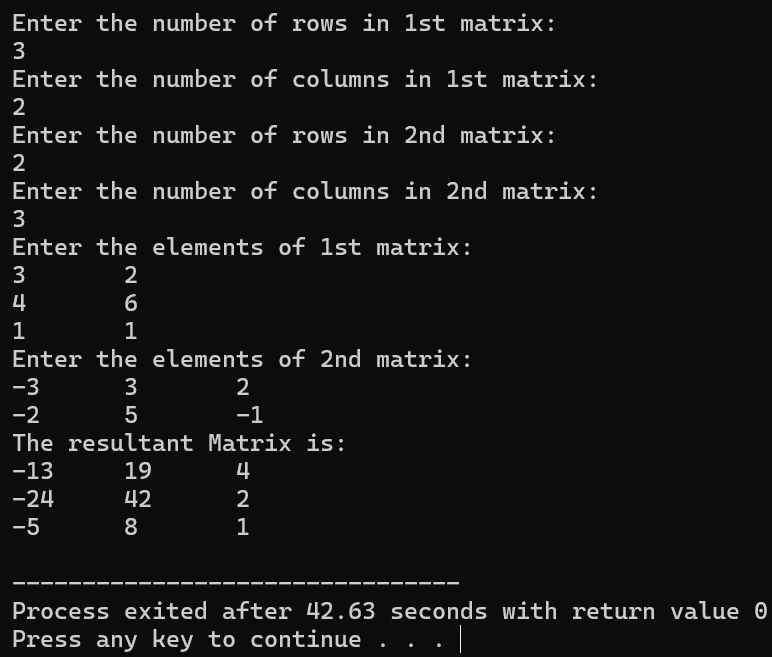 Enter the number of rows in 1st matrix:
3
Enter the number of columns in 1st matrix:
2
Enter the number of rows in 2nd matrix:
2
Enter the number of columns in 2nd matrix:
3
Enter the elements of 1st matrix:
3 2
4 6
1 1
Enter the elements of 2nd matrix:
-3 3 2
-2 5 -1
The resultant Matrix is:
-13 19 4
-24 42 2
-5 8 1
--------------------------------
Process exited after 42.63 seconds with return value 0
Press any key to continue . . .